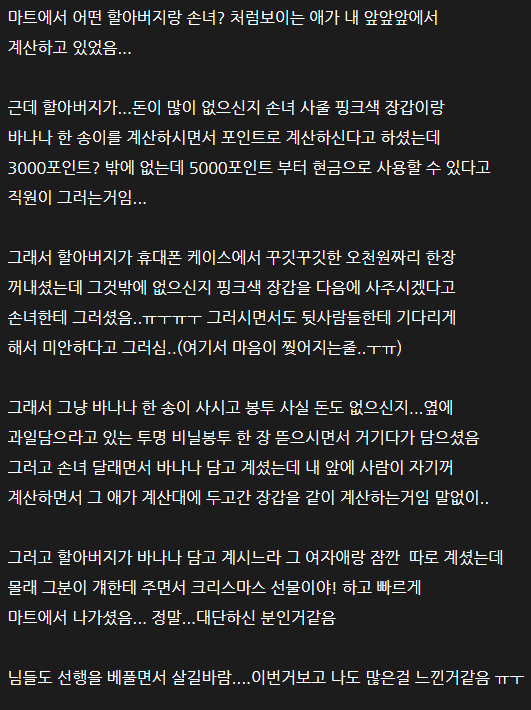 마트에서 어떤 할아버지랑 손녀? 처럼보이는 애가 내 앞앞앞에서
계산하고 있었음...
근데 할아버지가...돈이 많이 없으신지 손녀 사줄 핑크색 장갑이랑
바나나 한 송이를 계산하시면서 포인트로 계산하신다고 하셨는데
3000포인트? 밖에 없는데 5000포인트 부터 현금으로 사용할 수 있다고
직원이 그러는거임...
그래서 할아버지가 휴대폰 케이스에서 꾸깃꾸깃한 오천원짜리 한장
꺼내셨는데 그것밖에 없으신지 핑크색 장갑을 다음에 사주시겠다고
손녀한테 그러셨음..ㅠㅜㅠㅜ 그러시면서도 뒷사람들한테 기다리게
해서 미안하다고 그러심..(여기서 마음이 찢어지는줄..ㅜㅠ)
그래서 그냥 바나나 한 송이 사시고 봉투 사실 돈도 없으신지...옆에
과일담으라고 있는 투명 비닐봉투 한 장 뜯으시면서 거기다가 담으셨음
그러고 손녀 달래면서 바나나 담고 계셨는데 내 앞에 사람이 자기꺼
계산하면서 그 애가 계산대에 두고간 장갑을 같이 계산하는거임 말없이..
그러고 할아버지가 바나나 담고 계시느라 그 여자애랑 잠깐 따로 계셨는데
몰래 그분이 걔한테 주면서 크리스마스 선물이야! 하고 빠르게
마트에서 나가셨음... 정말...대단하신 분인거같음
님들도 선행을 베풀면서 살길바람....이번거보고 나도 많은걸 느낀거같음 ㅠㅜ